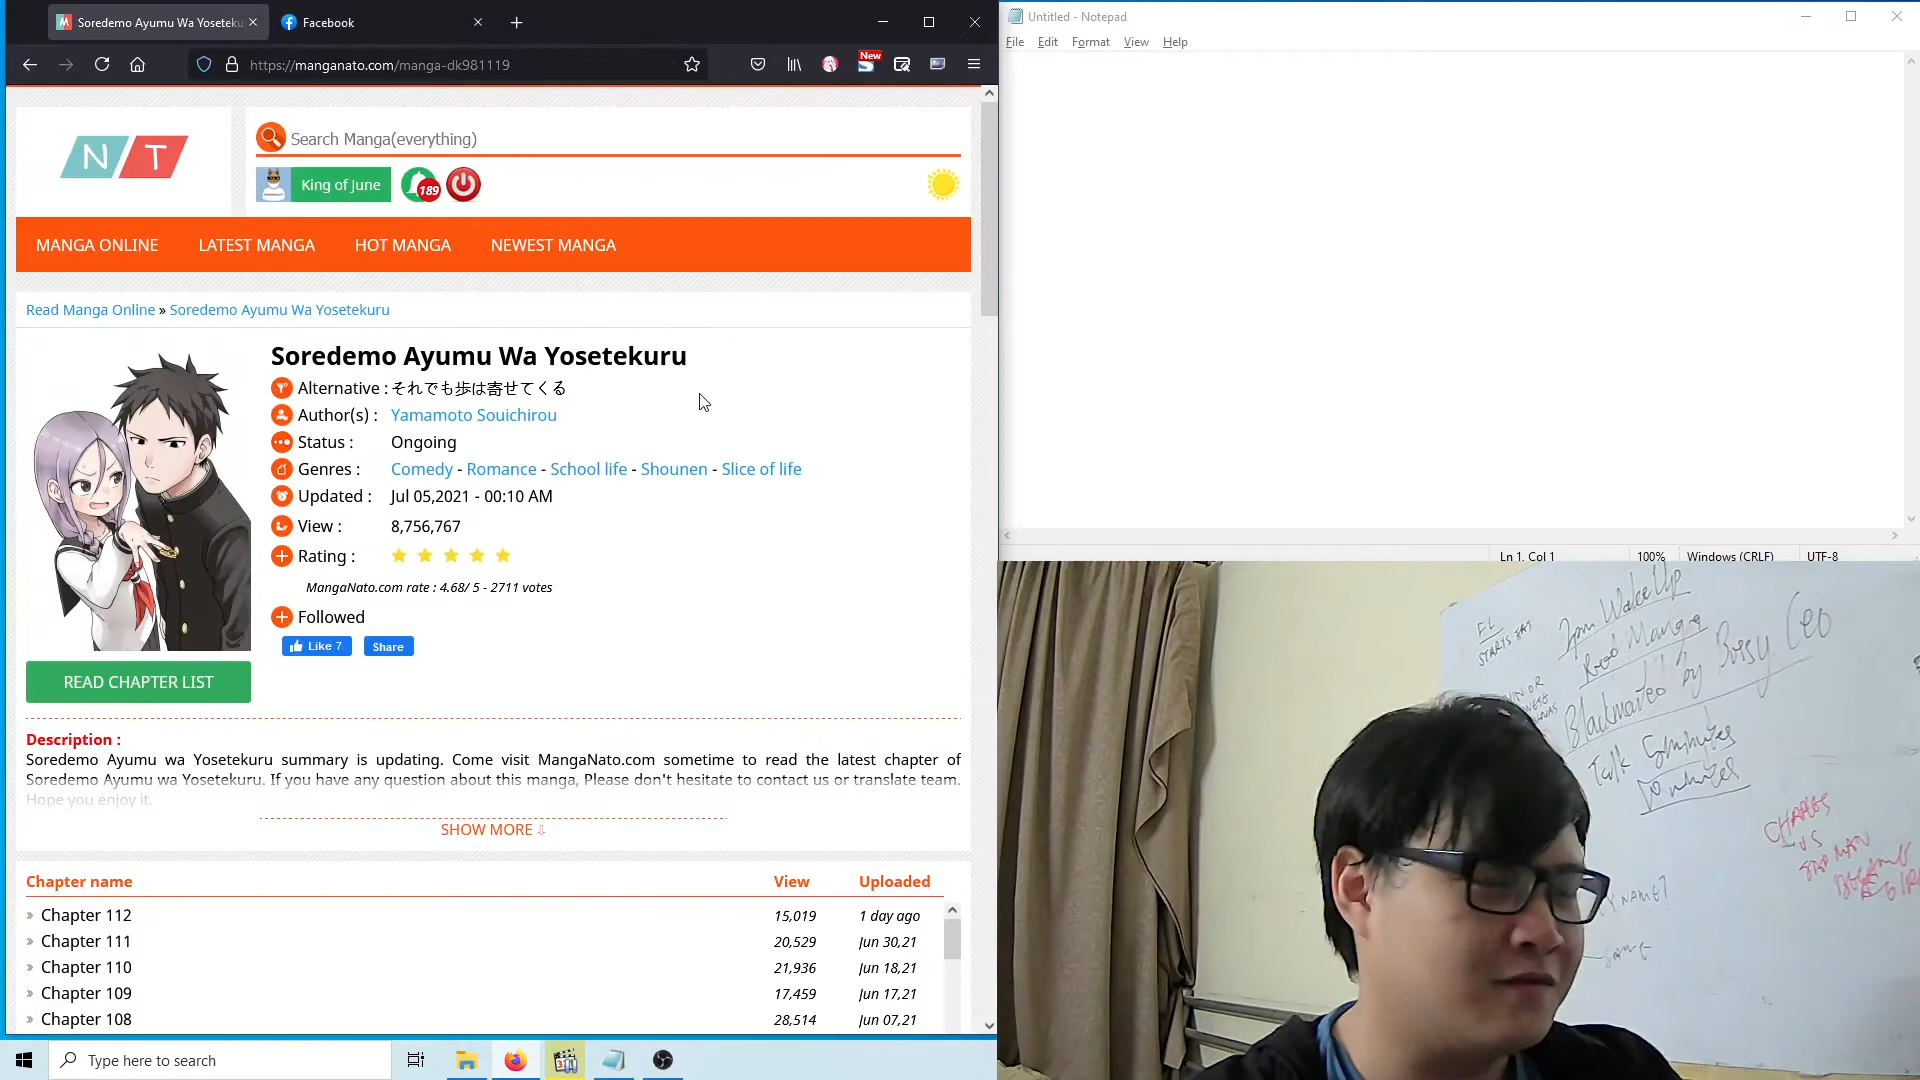 Soredemo Ayumu Wa Yoseteku
Facebook
https://manganato.com/manga-dk981119
New
N T
Search Manga(everything)
King of June
189
MANGA ONLINE LATEST MANGA HOT MANGA NEWEST MANGA
Read Manga Online » Soredemo Ayumu Wa Yosetekuru
Soredemo Ayumu Wa Yosetekuru
Alternative : それでも歩は寄せてくる
Author(s) : Yamamoto Souichirou
Status : Ongoing
Genres : Comedy - Romance - School life - Shounen - Slice of life
Updated : Jul 05,2021 - 00:10 AM
View : 8,756,767
Rating :
MangaNato.com rate : 4.68/ 5 - 2711 votes
Followed
Like 7 Share
READ CHAPTER LIST
Description :
Soredemo Ayumu wa Yosetekuru summary is updating. Come visit MangaNato.com sometime to read the latest chapter of
Soredemo Ayumu wa Yosetekuru. If you have any question about this manga, Please don't hesitate to contact us or translate team.
Hope you enjoy it.
SHOW MORE ⇩
Chapter name View Uploaded
» Chapter 112 15,019 1 day ago
» Chapter 111 20,529 Jun 30,21
» Chapter 110 21,936 Jun 18,21
» Chapter 109 17,459 Jun 17,21
» Chapter 108 28,514 Jun 07,21
Type here to search
Untitled - Notepad
File Edit Format View Help
Ln 1, Col 1 100% Windows (CRLF) UTF-8
EL
STARTS
Wake Up
Read Manga
Blackmailed by Bossy Ceo
Talk
minutes
CHARLES
VS
NAME?